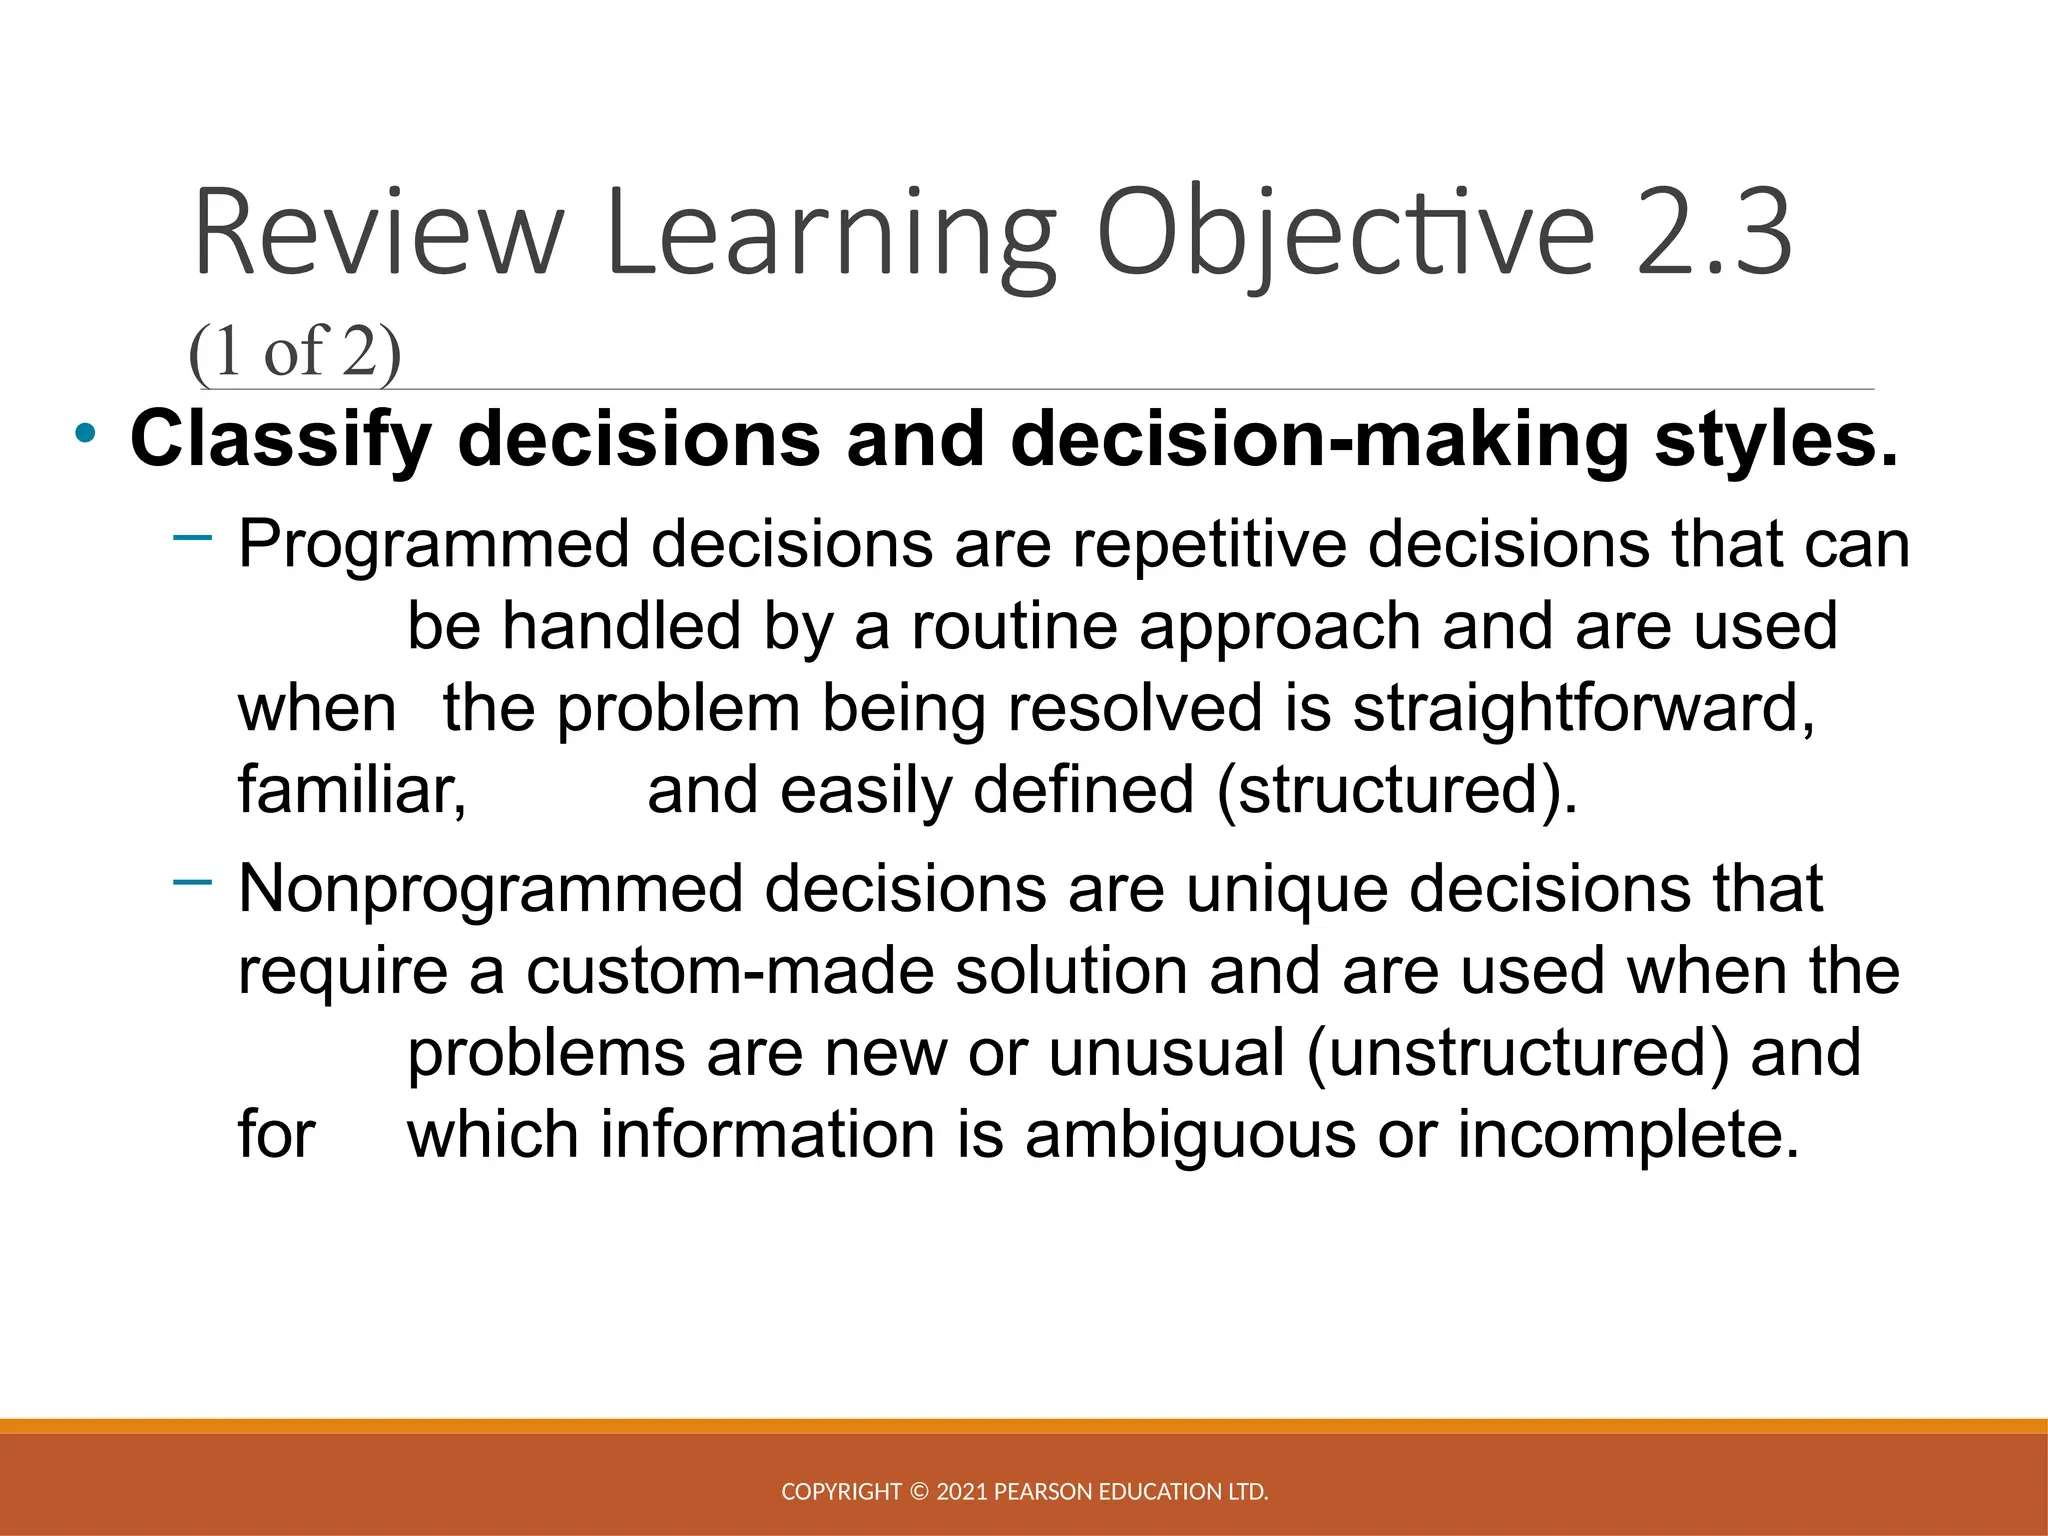 Review Learning Objective 2.3
(1 of 2)
• Classify decisions and decision-making styles.
– Programmed decisions are repetitive decisions that can
be handled by a routine approach and are used
when the problem being resolved is straightforward,
familiar, and easily defined (structured).
– Nonprogrammed decisions are unique decisions that
require a custom-made solution and are used when the
problems are new or unusual (unstructured) and
for which information is ambiguous or incomplete.
COPYRIGHT © 2021 PEARSON EDUCATION LTD.